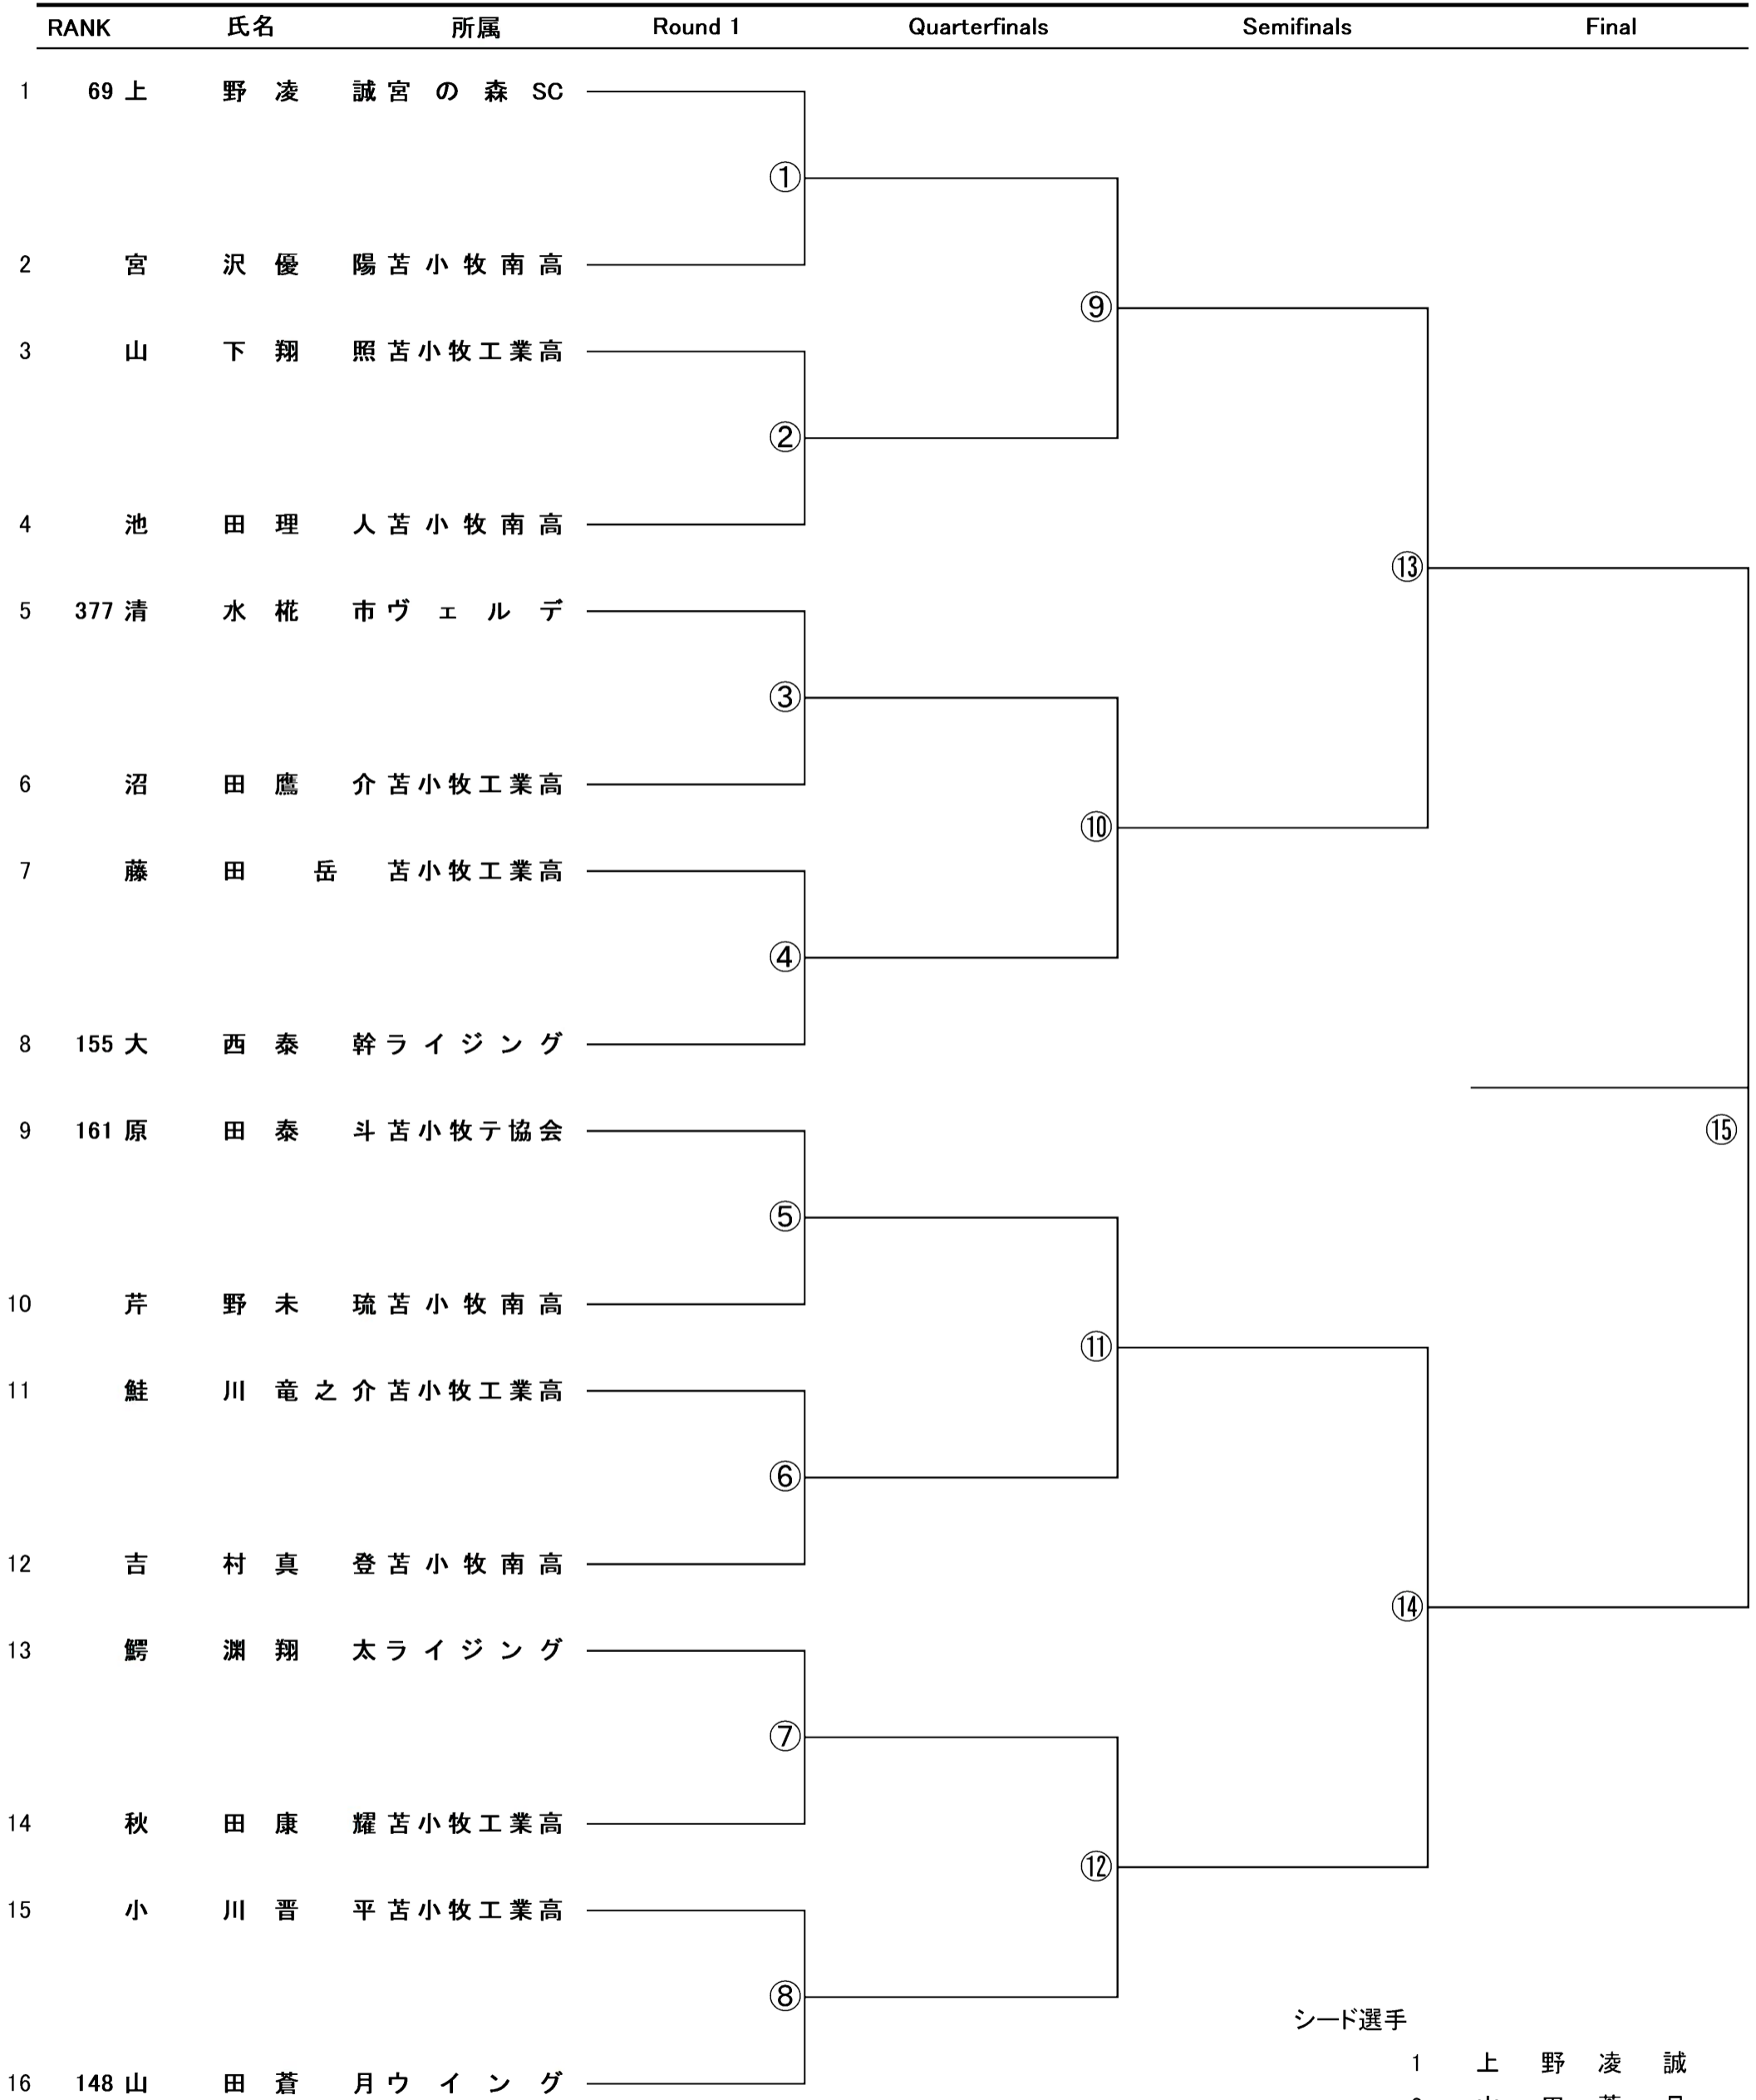 RANK 氏名 所属 Round 1 Quarterfinals Semifinals Final
1 69 上 野 凌 誠 宮 の 森 SC
①
2 宮 沢 優 陽 苫 小 牧 南 高
⑨
3 山 下 翔 照 苫小牧工業高
②
4 池 田 理 人 苫 小 牧 南 高
⑬
5 377 清 水 椛 市 ヴ ェ ル デ
③
6 沼 田 鷹 介 苫小牧工業高
⑩
7 藤 田 岳 苫小牧工業高
④
8 155 大 西 泰 幹 ラ イ ジ ン グ
9 161 原 田 泰 斗 苫小牧テ協会
⑮
⑤
10 芹 野 未 琉 苫 小 牧 南 高
⑪
11 鮭 川 竜 之 介 苫小牧工業高
⑥
12 吉 村 真 登 苫 小 牧 南 高
⑭
13 鰐 渊 翔 太 ラ イ ジ ン グ
⑦
14 秋 田 康 耀 苫小牧工業高
⑫
15 小 川 晋 平 苫小牧工業高
⑧
シード選手
1 上 野 凌 誠
16 148 山 田 蒼 月 ウ イ ン グ